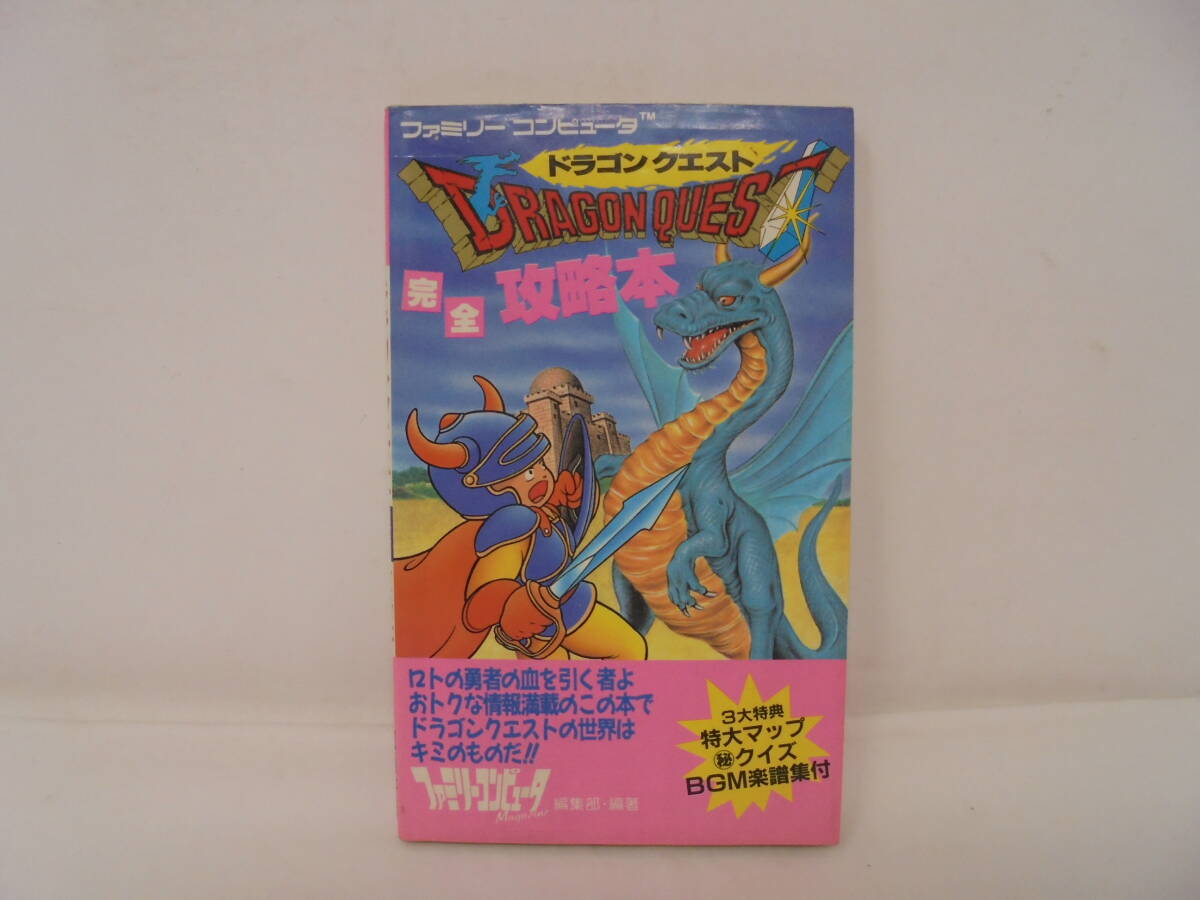 ファミリーコンピュータ™
ドラゴンクエスト
DRAGON QUEST
完全
攻略本
ロトの勇者の血を引く者よ
おトクな情報満載のこの本で
ドラゴンクエストの世界は
キミのものだ!!
ファミリーコンピュータ
Magazine
編集部・編著
3大特典
特大マップ
㊙クイズ
BGM楽譜集付